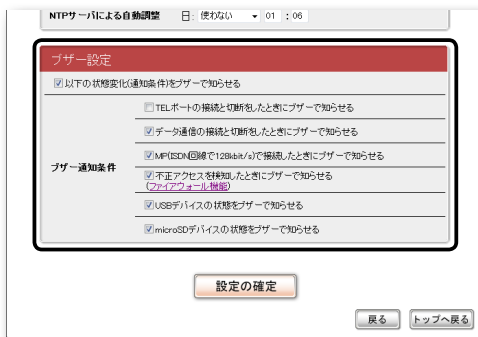 NTPサーバによる自動調整 日: 使わない 01 : 06
ブザー設定
以下の状態変化(通知条件)をブザーで知らせる
TELポートの接続と切断をしたときにブザーで知らせる
データ通信の接続と切断をしたときにブザーで知らせる
MP(ISDN回線で128kbit/s)で接続したときにブザーで知らせる
ブザー通知条件
不正アクセスを検知したときにブザーで知らせる
(ファイアウォール機能)
USBデバイスの状態をブザーで知らせる
microSDデバイスの状態をブザーで知らせる
設定の確定
戻る トップへ戻る